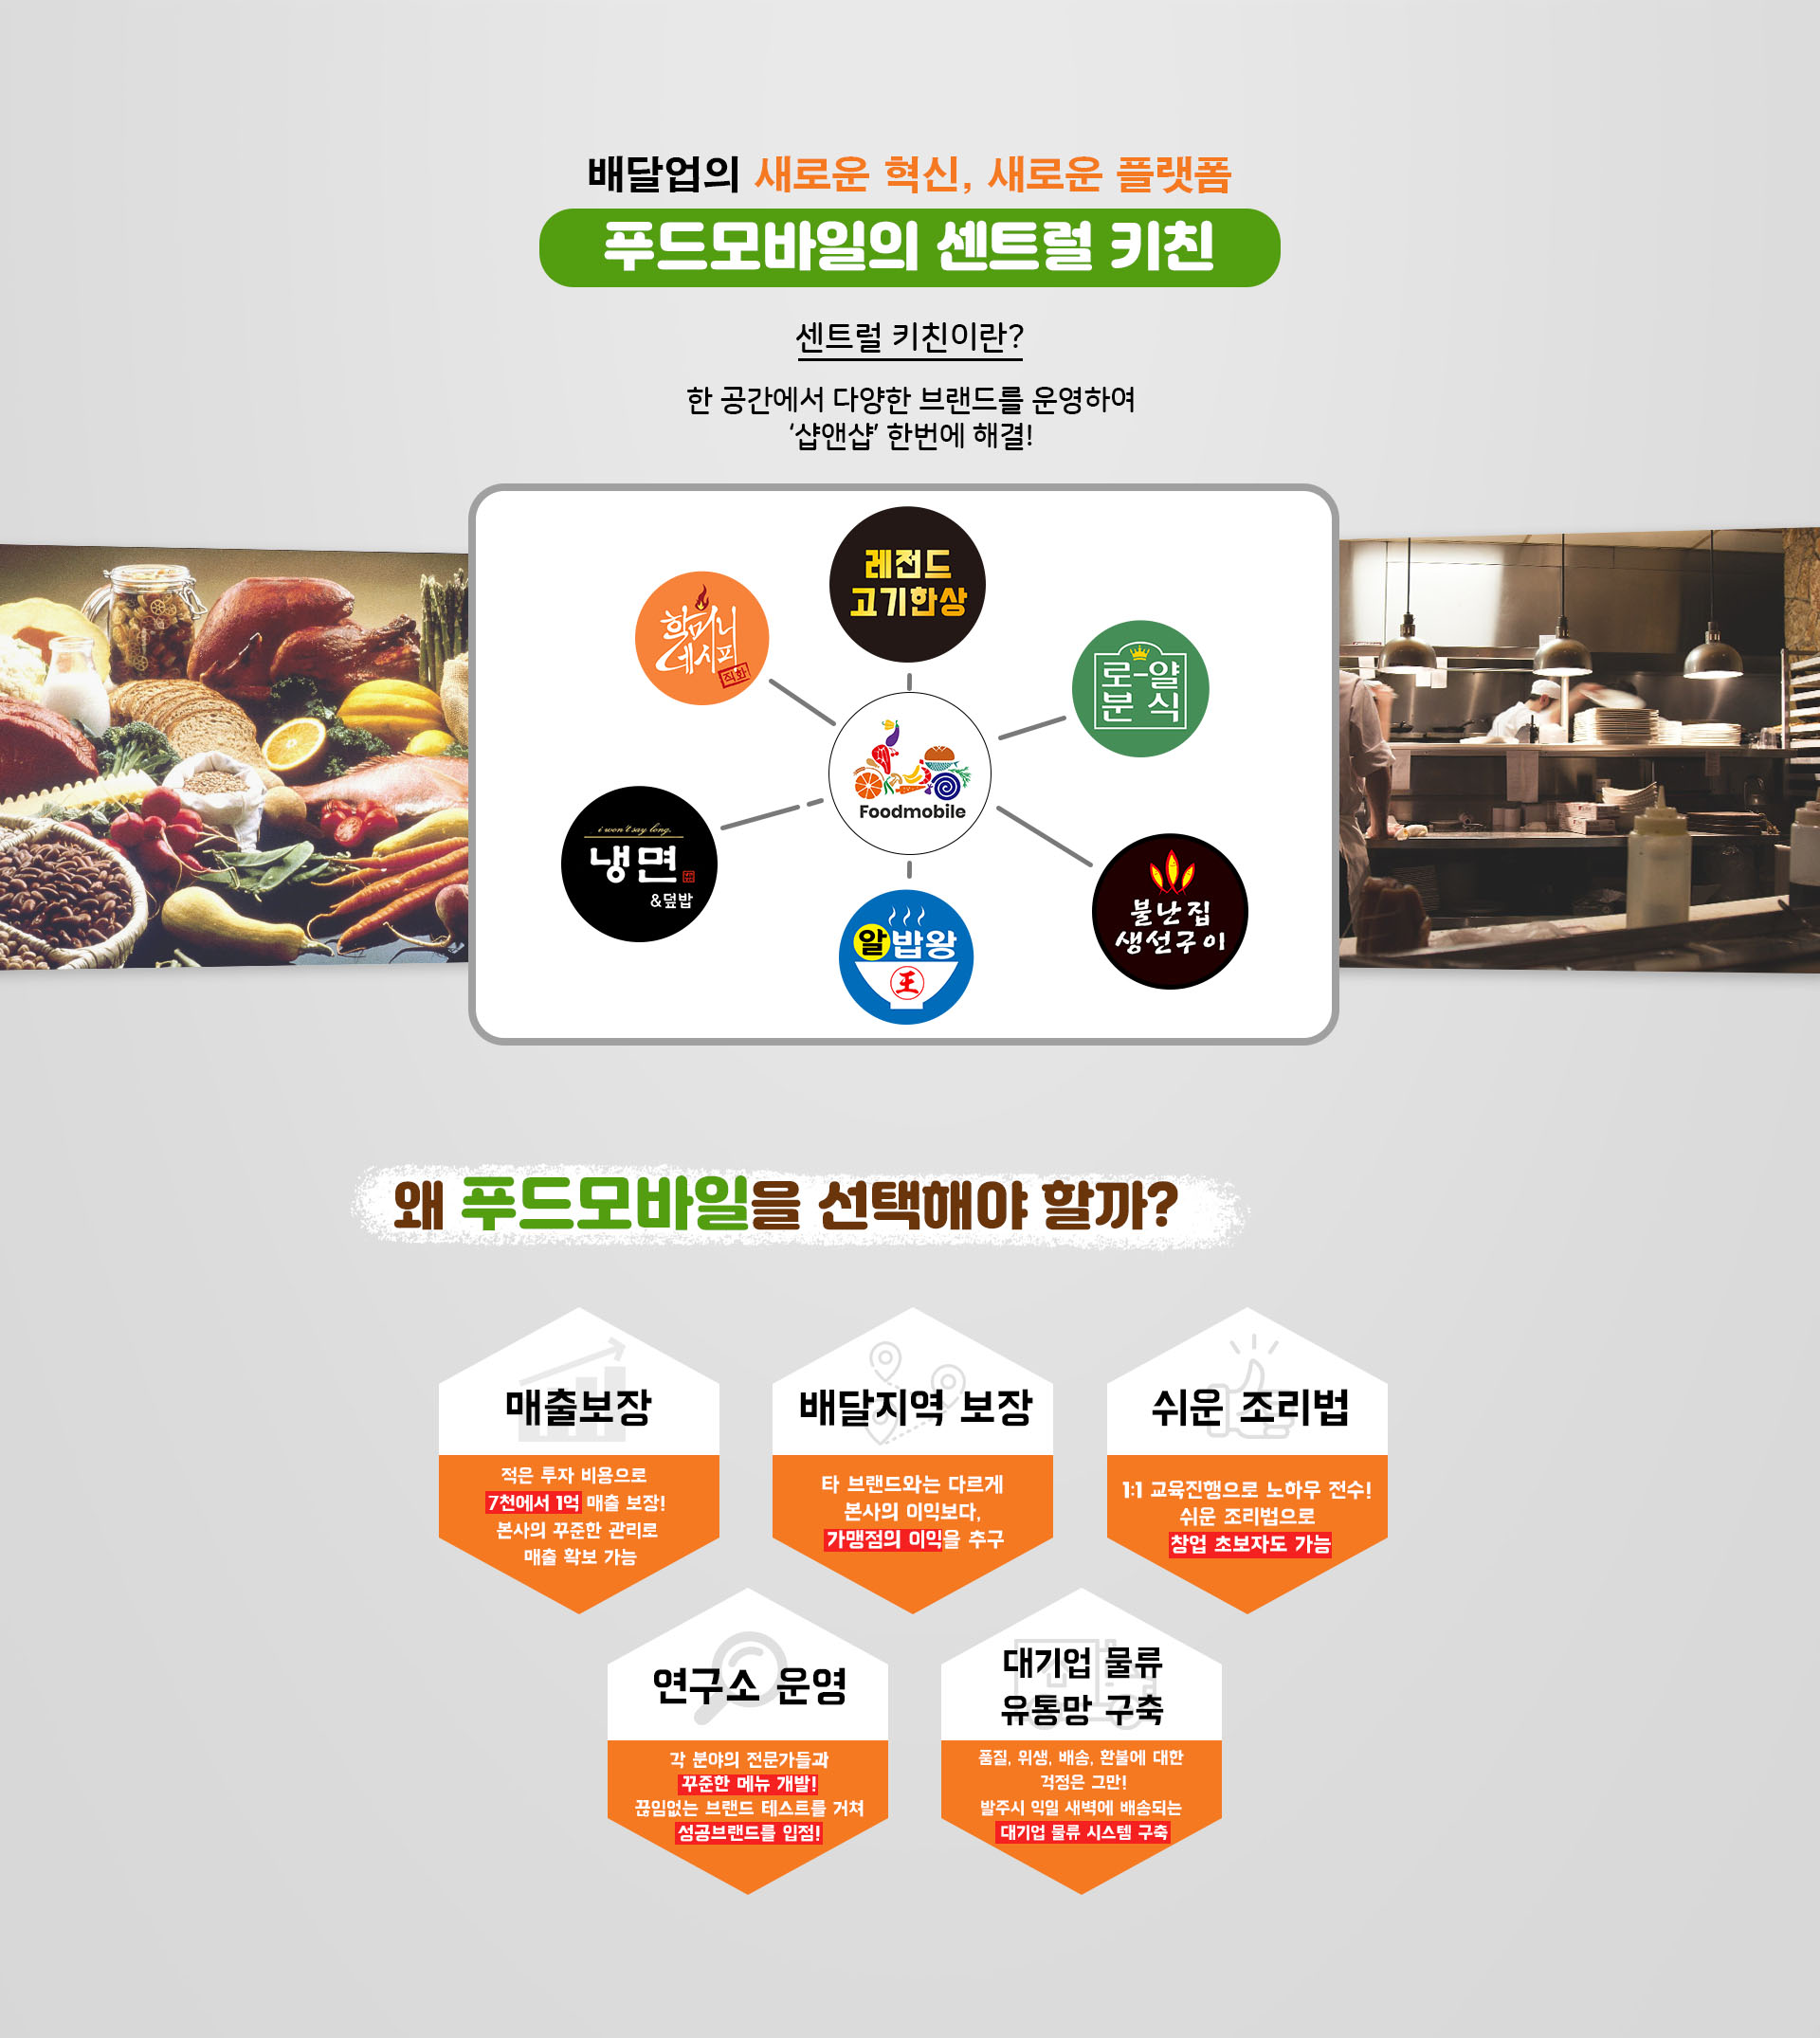 배달업의 새로운 혁신, 새로운 플랫폼
푸드모바일의 센트럴 키친
센트럴 키친이란?
한 공간에서 다양한 브랜드를 운영하여
‘샵앤샵’ 한번에 해결!
레전드
고기한상
학머니
레시피
직화
로-얄
분식
Foodmobile
i won't say long.
냉면
&덮밥
불난집
생선구이
알밥왕
王
왜 푸드모바일을 선택해야 할까?
매출보장
적은 투자 비용으로
7천에서 1억 매출 보장!
본사의 꾸준한 관리로
매출 확보 가능
배달지역 보장
타 브랜드와는 다르게
본사의 이익보다,
가맹점의 이익을 추구
쉬운 조리법
1:1 교육진행으로 노하우 전수!
쉬운 조리법으로
창업 초보자도 가능
연구소 운영
각 분야의 전문가들과
꾸준한 메뉴 개발!
끊임없는 브랜드 테스트를 거쳐
성공브랜드를 입점!
대기업 물류
유통망 구축
품질, 위생, 배송, 환불에 대한
걱정은 그만!
발주시 익일 새벽에 배송되는
대기업 물류 시스템 구축